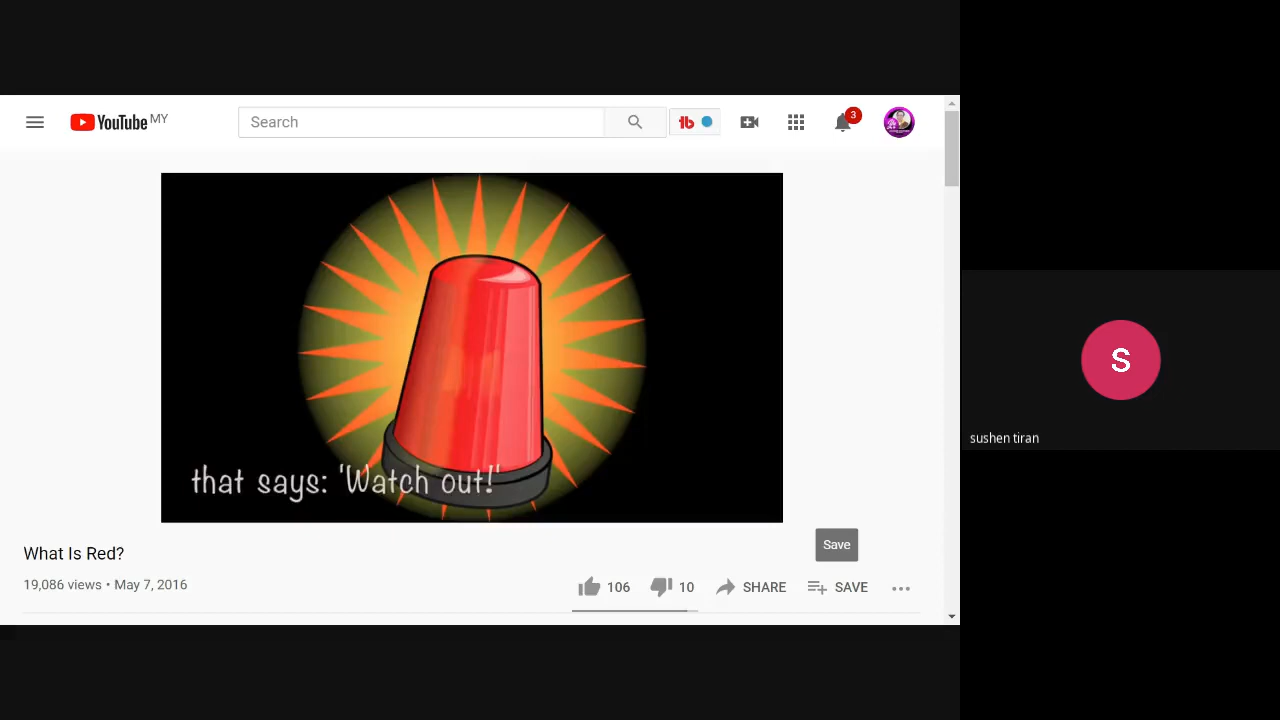 YouTube MY
Search
3
that says: 'Watch out!'
What Is Red?
Save
19,086 views • May 7, 2016
106
10
SHARE
SAVE
S
sushen tiran